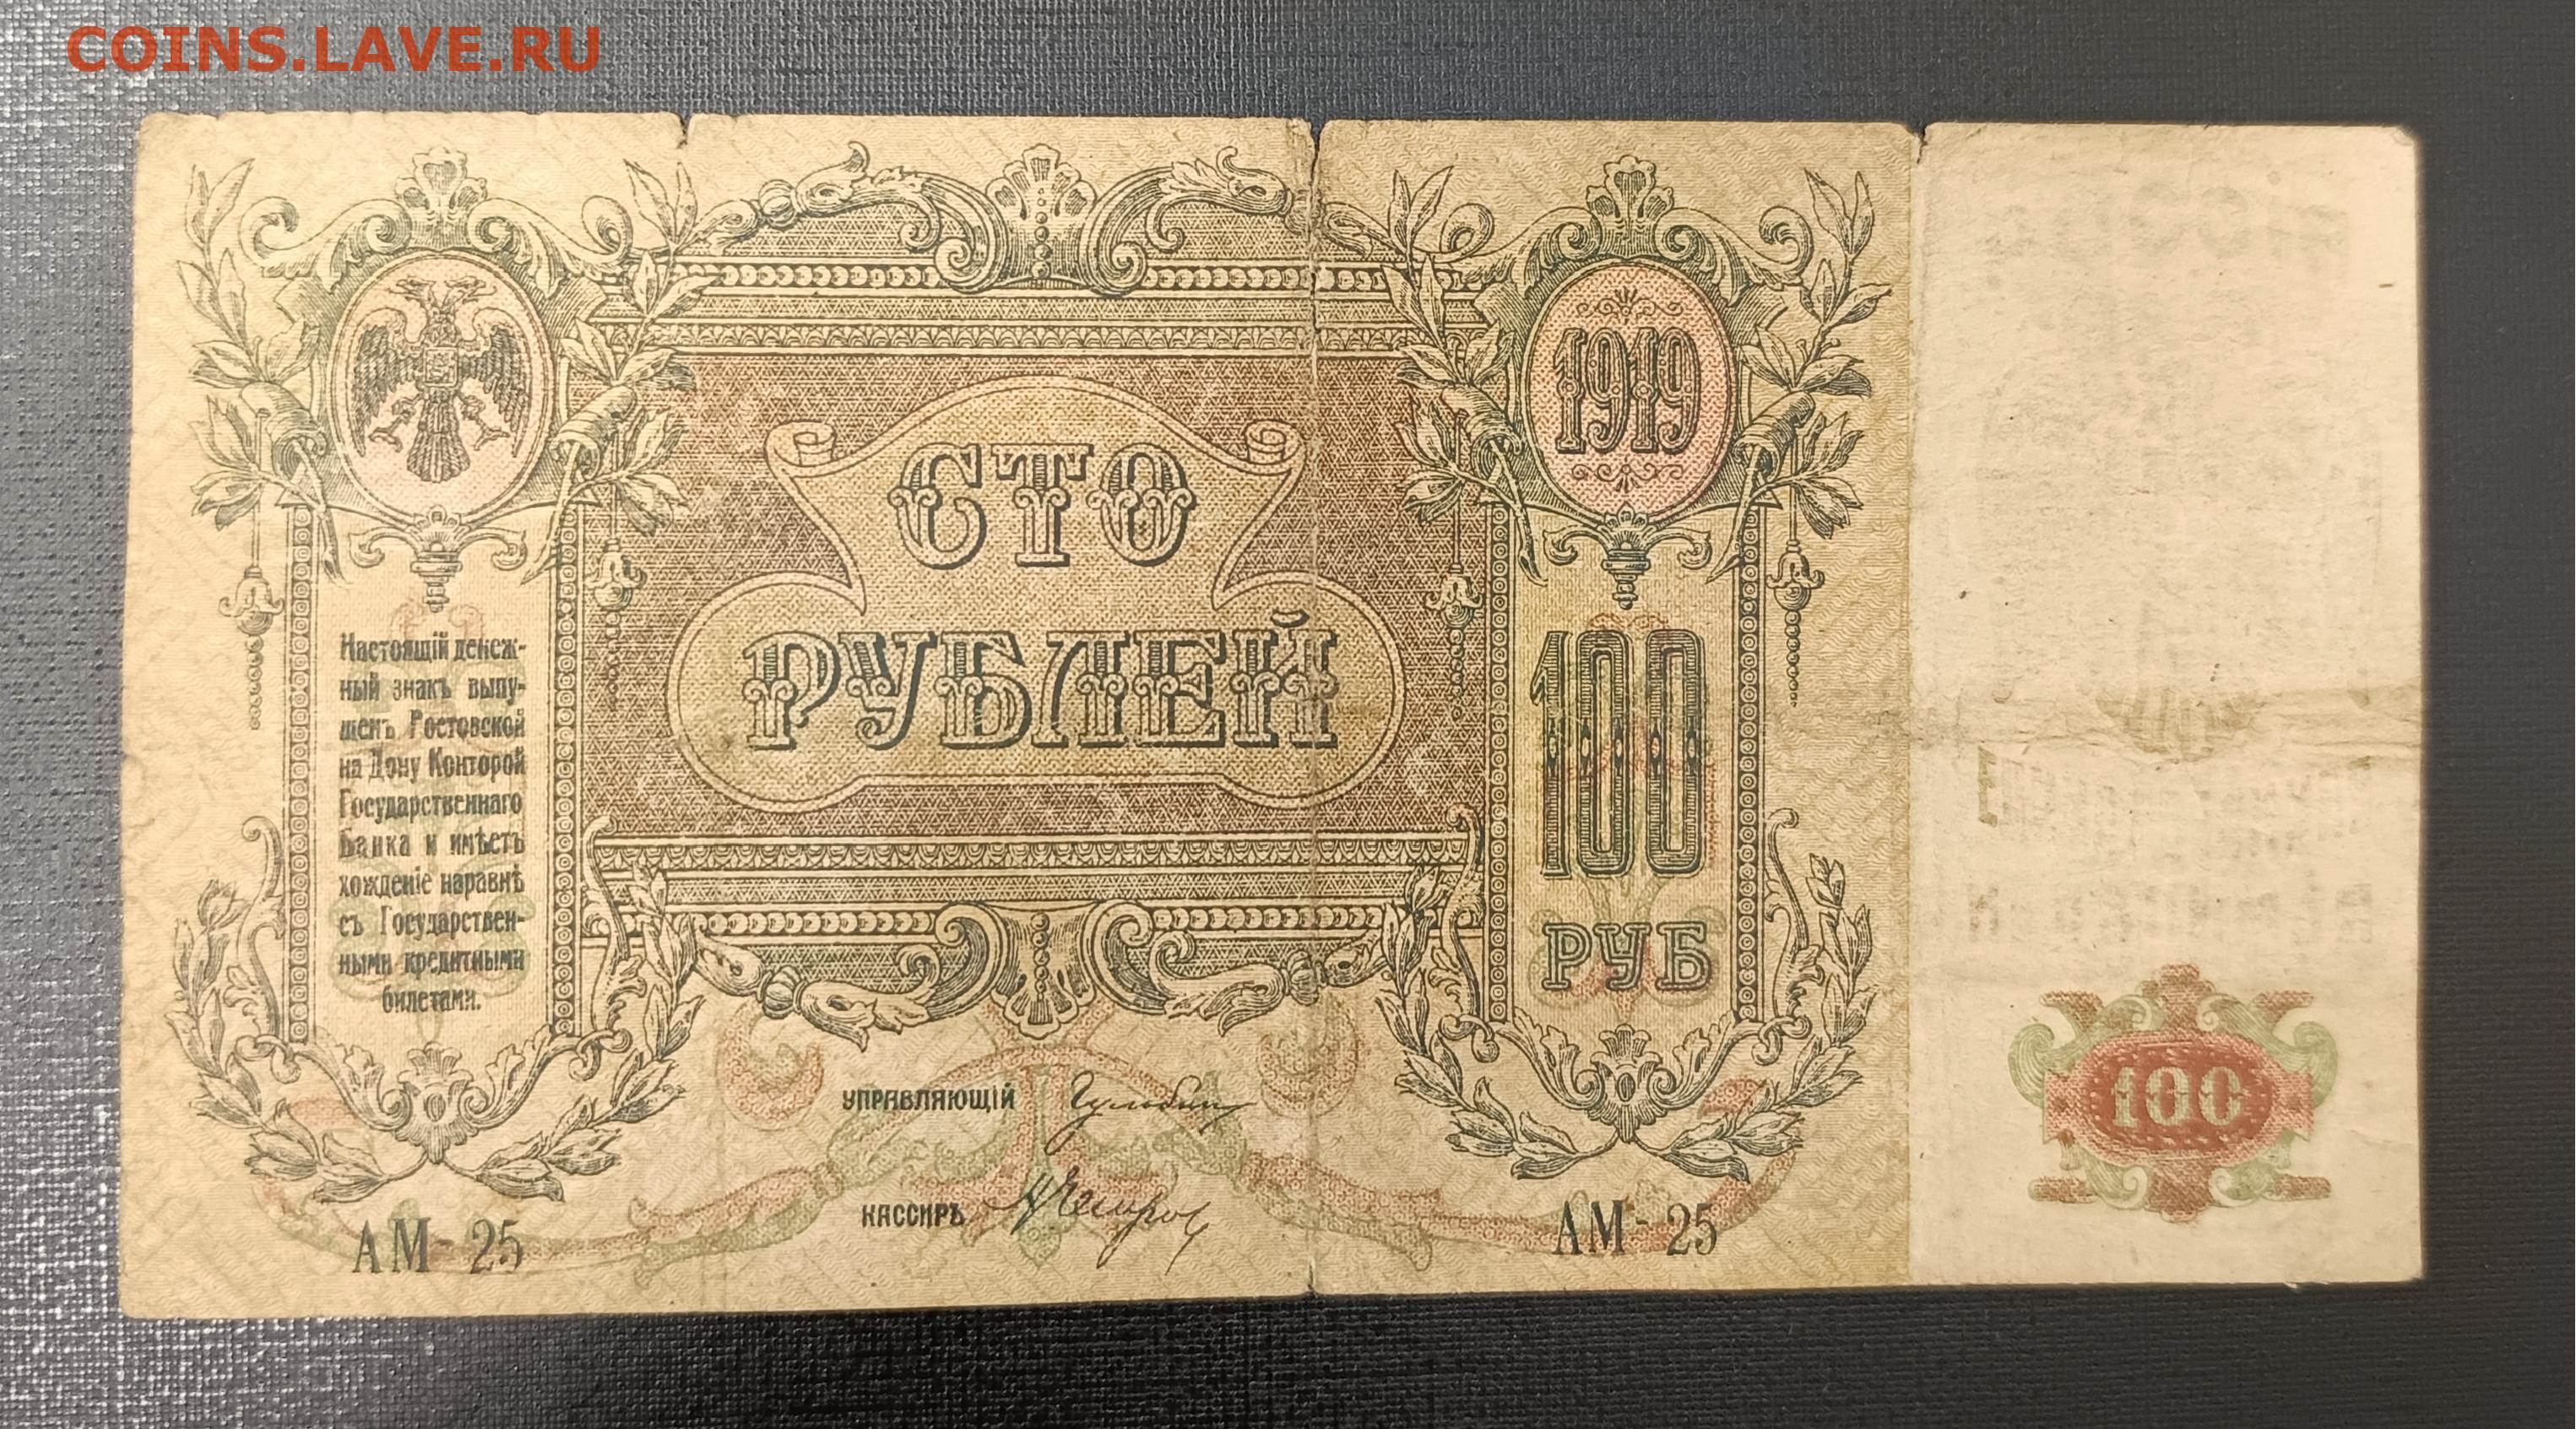 COINS.LAVE.RU
1919
СТО
РУБЛЕЙ
Настоящій денеж-
ный знакъ выпу-
щенъ Ростовской
на Дону Конторой
Государственнаго
Банка и имѣетъ
хожденіе наравнѣ
съ Государствен-
ными кредитными
билетами.
100
РУБ
УПРАВЛЯЮЩІЙ
КАССИРЪ
АМ-25
АМ-25
100